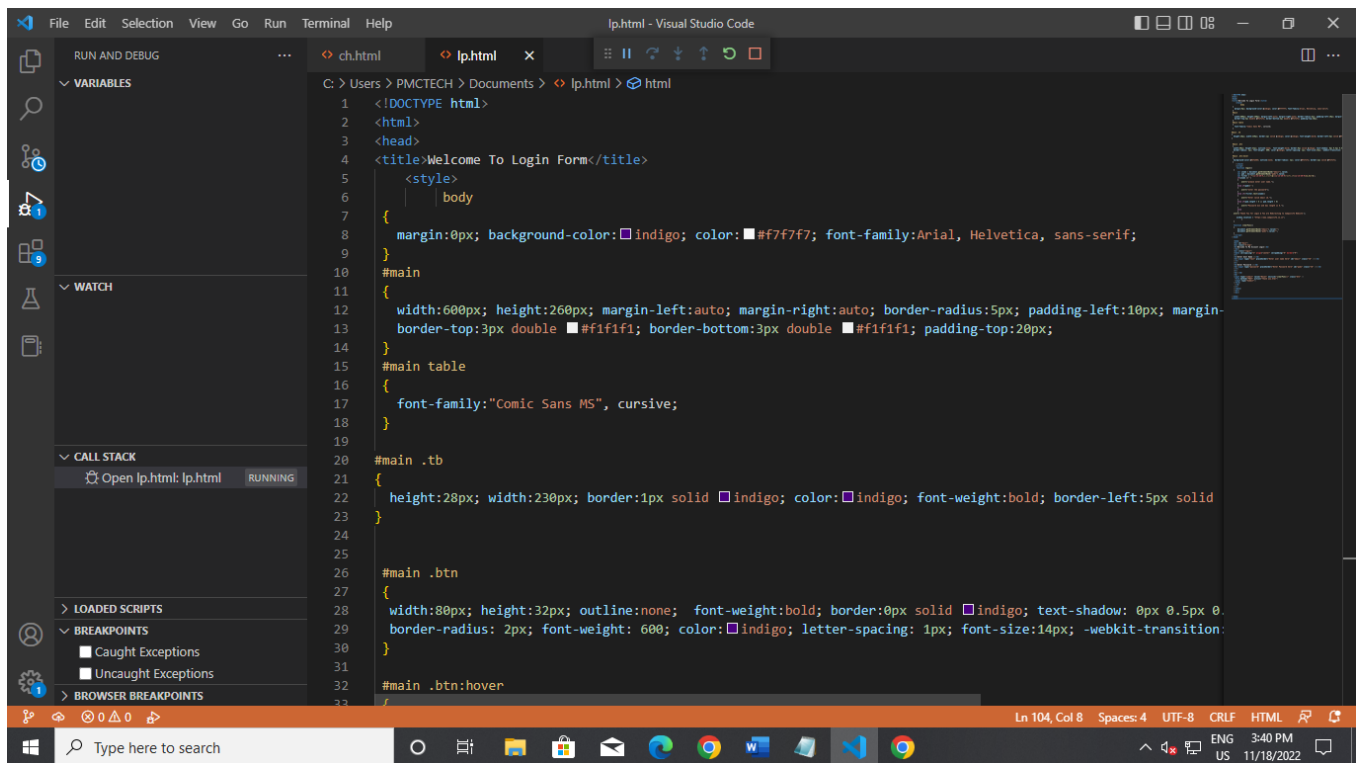 File Edit Selection View Go Run Terminal Help
lp.html - Visual Studio Code
RUN AND DEBUG
ch.html
lp.html
VARIABLES
C: > Users > PMCTECH > Documents > lp.html > html
1 <!DOCTYPE html>
2 <html>
3 <head>
4 <title>Welcome To Login Form</title>
5 <style>
6 body
7 {
8 margin:0px; background-color: indigo; color: #f7f7f7; font-family:Arial, Helvetica, sans-serif;
9 }
10 #main
WATCH
11 {
12 width:600px; height:260px; margin-left:auto; margin-right:auto; border-radius:5px; padding-left:10px; margin-
13 border-top:3px double #f1f1f1; border-bottom:3px double #f1f1f1; padding-top:20px;
14 }
15 #main table
16 {
17 font-family:"Comic Sans MS", cursive;
18 }
19
CALL STACK
Open lp.html: lp.html RUNNING
20 #main .tb
21 {
22 height:28px; width:230px; border:1px solid indigo; color: indigo; font-weight:bold; border-left:5px solid
23 }
24
25
26 #main .btn
27 {
28 width:80px; height:32px; outline:none; font-weight:bold; border:0px solid indigo; text-shadow: 0px 0.5px 0.
29 border-radius: 2px; font-weight: 600; color: indigo; letter-spacing: 1px; font-size:14px; -webkit-transition:
30 }
31
32 #main .btn:hover
33 {
LOADED SCRIPTS
BREAKPOINTS
Caught Exceptions
Uncaught Exceptions
BROWSER BREAKPOINTS
1
9
1
0 0
Ln 104, Col 8 Spaces: 4 UTF-8 CRLF HTML
Type here to search
ENG
US
3:40 PM
11/18/2022